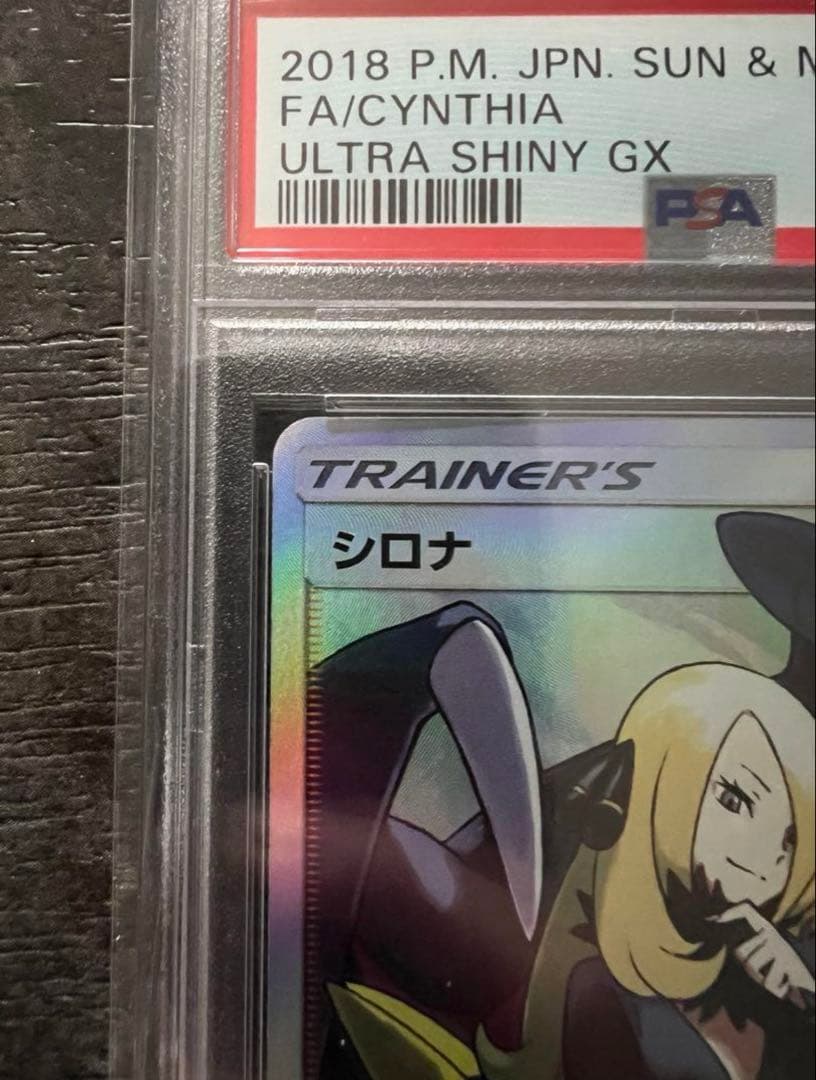 2018 P.M. JPN. SUN & M
FA/CYNTHIA
ULTRA SHINY GX
PSA
TRAINER'S
シロナ